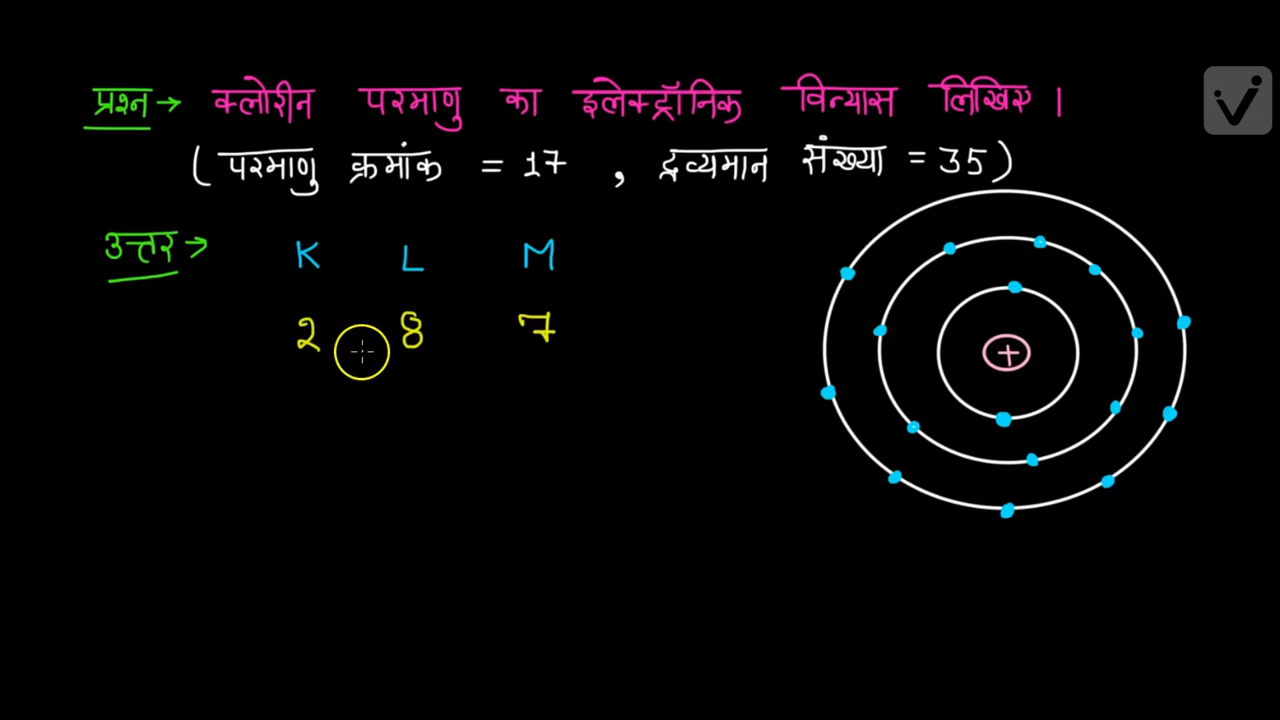 प्रश्न → क्लोरीन परमाणु का इलेक्ट्रॉनिक विन्यास लिखिए ।
( परमाणु क्रमांक = 17 , द्रव्यमान संख्या = 35 )
उत्तर → K L M
2 8 7
+